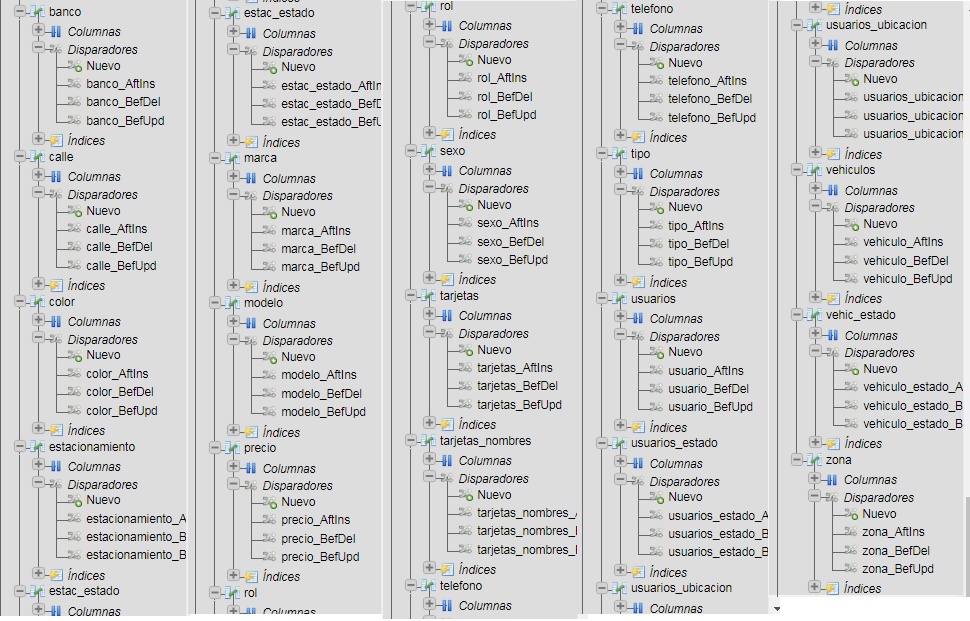 banco
Columnas
Disparadores
Nuevo
banco_AftIns
banco_BefDel
banco_BefUpd
Índices
calle
Columnas
Disparadores
Nuevo
calle_AftIns
calle_BefDel
calle_BefUpd
Índices
color
Columnas
Disparadores
Nuevo
color_AftIns
color_BefDel
color_BefUpd
Índices
estacionamiento
Columnas
Disparadores
Nuevo
estacionamiento_A
estacionamiento_B
estacionamiento_B
Índices
estac_estado
Columnas
estac_estado
Columnas
Disparadores
Nuevo
estac_estado_AftIn
estac_estado_BefD
estac_estado_BefU
Índices
marca
Columnas
Disparadores
Nuevo
marca_AftIns
marca_BefDel
marca_BefUpd
Índices
modelo
Columnas
Disparadores
Nuevo
modelo_AftIns
modelo_BefDel
modelo_BefUpd
Índices
precio
Columnas
Disparadores
Nuevo
precio_AftIns
precio_BefDel
precio_BefUpd
Índices
rol
Columnas
rol
Columnas
Disparadores
Nuevo
rol_AftIns
rol_BefDel
rol_BefUpd
Índices
sexo
Columnas
Disparadores
Nuevo
sexo_AftIns
sexo_BefDel
sexo_BefUpd
Índices
tarjetas
Columnas
Disparadores
Nuevo
tarjetas_AftIns
tarjetas_BefDel
tarjetas_BefUpd
Índices
tarjetas_nombres
Columnas
Disparadores
Nuevo
tarjetas_nombres_
tarjetas_nombres_
tarjetas_nombres_
Índices
telefono
Columnas
telefono
Columnas
Disparadores
Nuevo
telefono_AftIns
telefono_BefDel
telefono_BefUpd
Índices
tipo
Columnas
Disparadores
Nuevo
tipo_AftIns
tipo_BefDel
tipo_BefUpd
Índices
usuarios
Columnas
Disparadores
Nuevo
usuario_AftIns
usuario_BefDel
usuario_BefUpd
Índices
usuarios_estado
Columnas
Disparadores
Nuevo
usuarios_estado_A
usuarios_estado_B
usuarios_estado_B
Índices
usuarios_ubicacion
Columnas
Índices
usuarios_ubicacion
Columnas
Disparadores
Nuevo
usuarios_ubicacion
usuarios_ubicacion
usuarios_ubicacion
Índices
vehiculos
Columnas
Disparadores
Nuevo
vehiculo_AftIns
vehiculo_BefDel
vehiculo_BefUpd
Índices
vehic_estado
Columnas
Disparadores
Nuevo
vehiculo_estado_A
vehiculo_estado_B
vehiculo_estado_B
Índices
zona
Columnas
Disparadores
Nuevo
zona_AftIns
zona_BefDel
zona_BefUpd
Índices